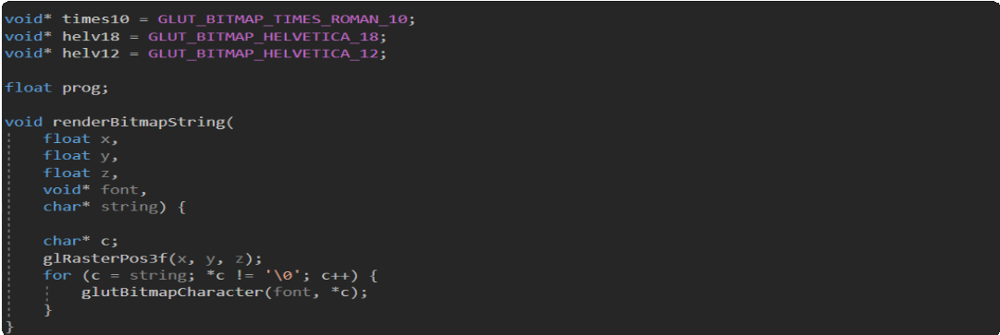 void* times10 = GLUT_BITMAP_TIMES_ROMAN_10;
void* helv18 = GLUT_BITMAP_HELVETICA_18;
void* helv12 = GLUT_BITMAP_HELVETICA_12;
float prog;
void renderBitmapString(
float x,
float y,
float z,
void* font,
char* string) {
char* c;
glRasterPos3f(x, y, z);
for (c = string; *c != '\0'; c++) {
glutBitmapCharacter(font, *c);
}
}